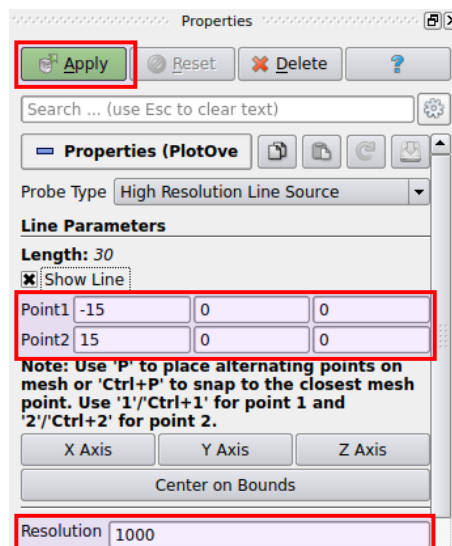 Properties
Apply Reset Delete ?
Search ... (use Esc to clear text)
Properties (PlotOve
Probe Type High Resolution Line Source
Line Parameters
Length: 30
Show Line
Point1 -15 0 0
Point2 15 0 0
Note: Use 'P' to place alternating points on
mesh or 'Ctrl+P' to snap to the closest mesh
point. Use '1'/'Ctrl+1' for point 1 and
'2'/'Ctrl+2' for point 2.
X Axis Y Axis Z Axis
Center on Bounds
Resolution 1000